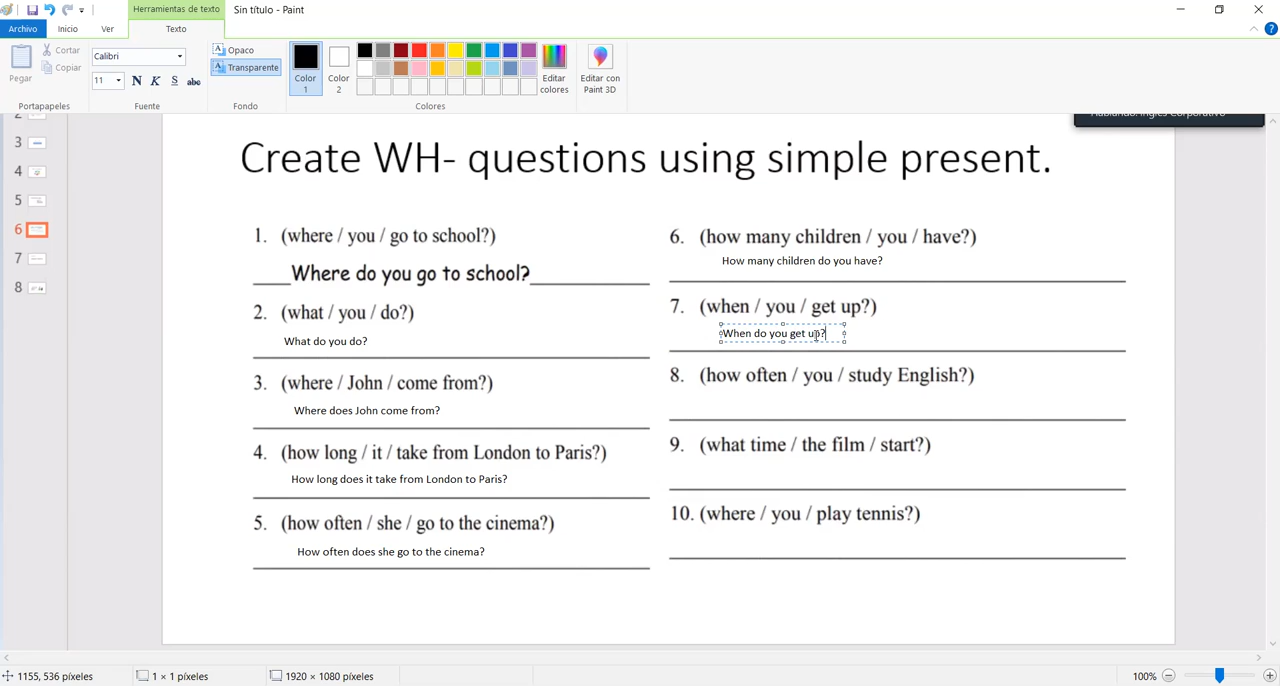 Herramientas de texto
Sin título - Paint
Archivo
Inicio
Ver
Texto
Pegar
Cortar
Copiar
Portapapeles
Calibri
11
N K S abc
Fuente
Opaco
Transparente
Fondo
Color 1
Color 2
Editar colores
Colores
Editar con Paint 3D
Hablando: Inglés Corporativo
2
3
4
5
6
7
8
Create WH- questions using simple present.
1. (where / you / go to school?)
____Where do you go to school?____________
2. (what / you / do?)
What do you do?
3. (where / John / come from?)
Where does John come from?
4. (how long / it / take from London to Paris?)
How long does it take from London to Paris?
5. (how often / she / go to the cinema?)
How often does she go to the cinema?
6. (how many children / you / have?)
How many children do you have?
7. (when / you / get up?)
When do you get up?
8. (how often / you / study English?)
9. (what time / the film / start?)
10. (where / you / play tennis?)
1155, 536 píxeles
1 × 1 píxeles
1920 × 1080 píxeles
100%